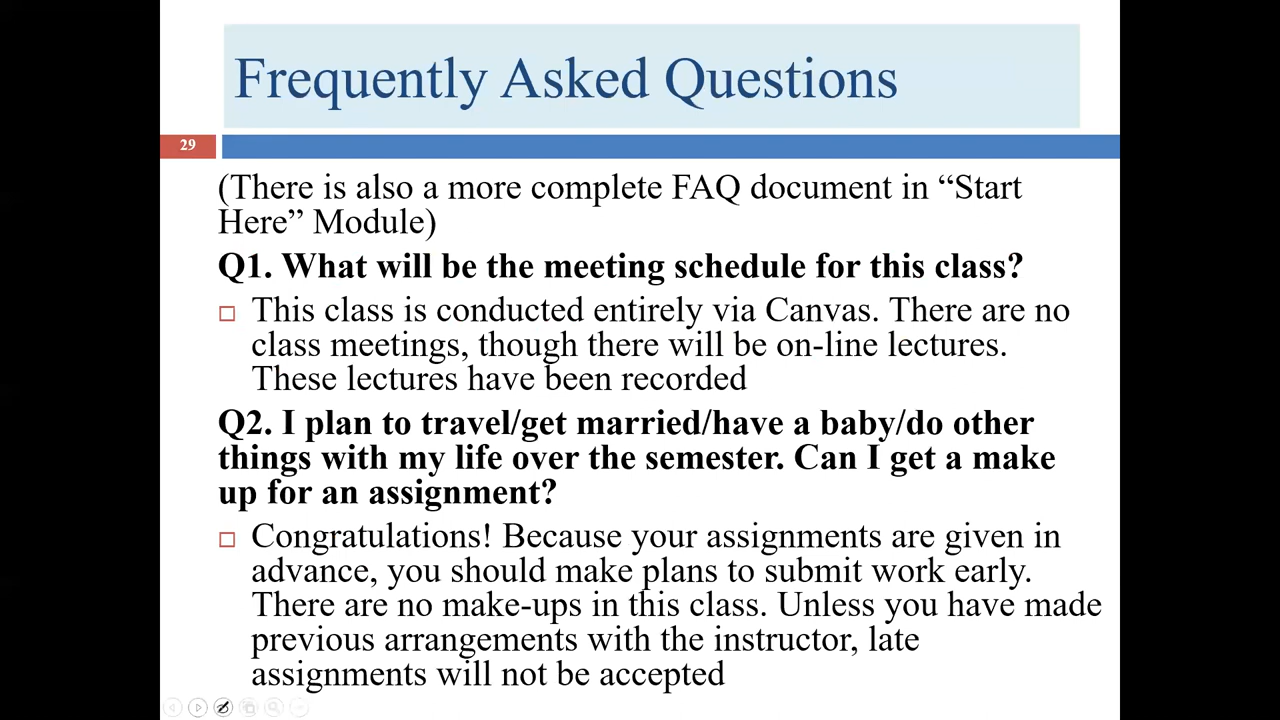 Frequently Asked Questions
29
(There is also a more complete FAQ document in “Start
Here” Module)
Q1. What will be the meeting schedule for this class?
This class is conducted entirely via Canvas. There are no
class meetings, though there will be on-line lectures.
These lectures have been recorded
Q2. I plan to travel/get married/have a baby/do other
things with my life over the semester. Can I get a make
up for an assignment?
Congratulations! Because your assignments are given in
advance, you should make plans to submit work early.
There are no make-ups in this class. Unless you have made
previous arrangements with the instructor, late
assignments will not be accepted